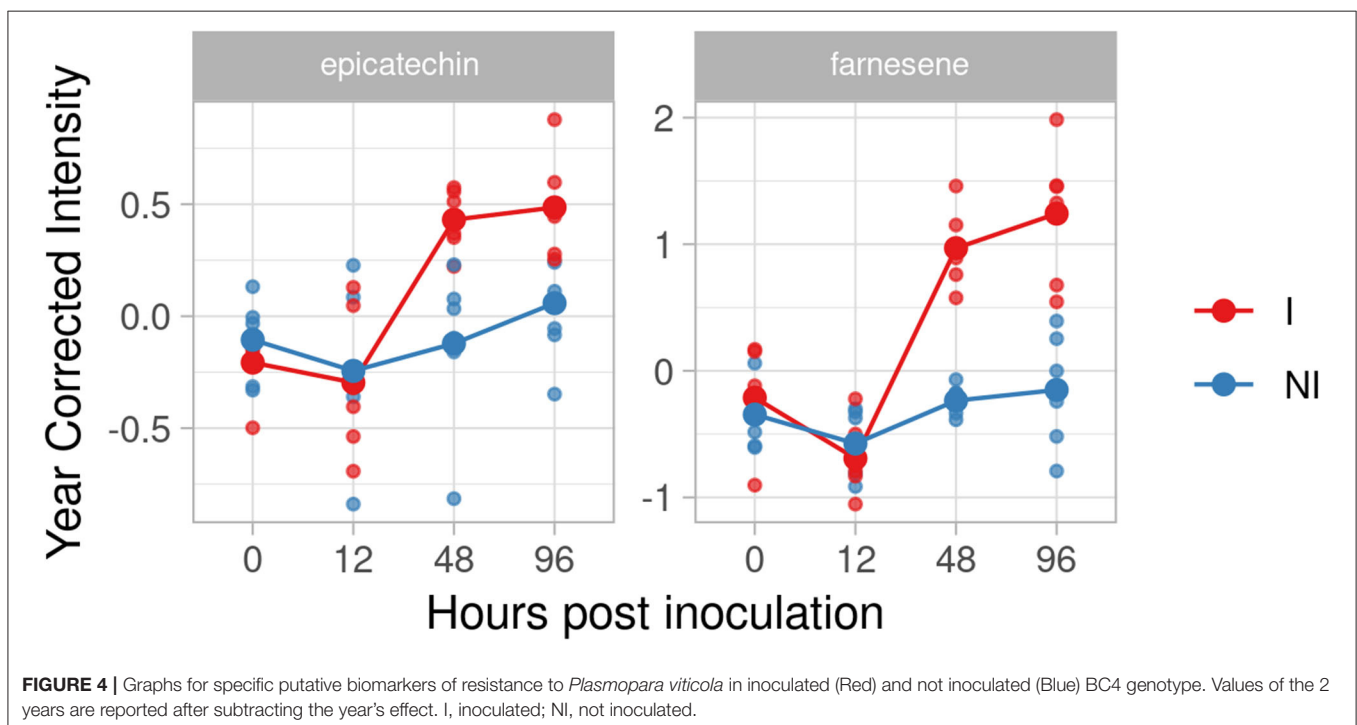 epicatechin
farnesene
Year Corrected Intensity
0.5
0.0
-0.5
2
1
0
-1
0 12 48 96
0 12 48 96
Hours post inoculation
I
NI
FIGURE 4 | Graphs for specific putative biomarkers of resistance to Plasmopara viticola in inoculated (Red) and not inoculated (Blue) BC4 genotype. Values of the 2
years are reported after subtracting the year's effect. I, inoculated; NI, not inoculated.